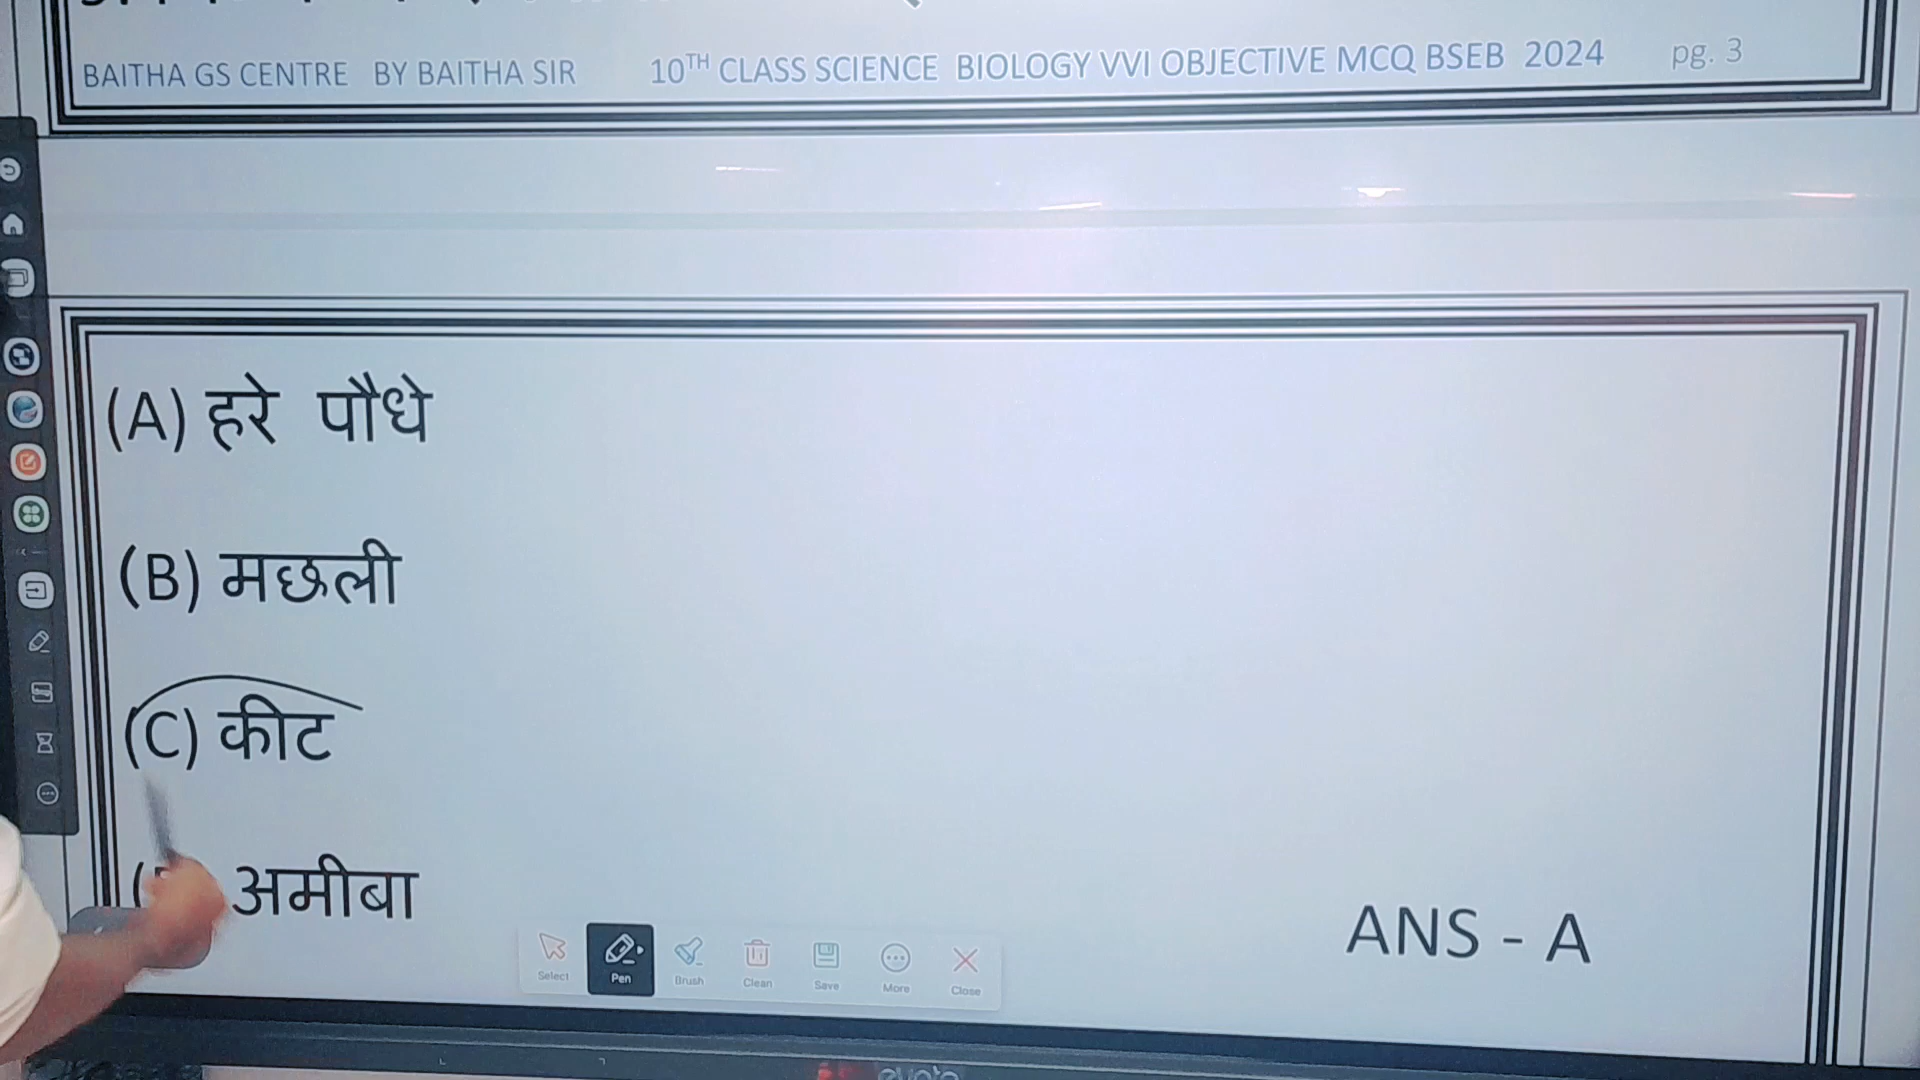 BAITHA GS CENTRE BY BAITHA SIR 10TH CLASS SCIENCE BIOLOGY VVI OBJECTIVE MCQ BSEB 2024 pg. 3
(A) हरे पौधे
(B) मछली
(C) कीट
अमीबा
ANS - A
Select Pen Brush Clean Save More Close